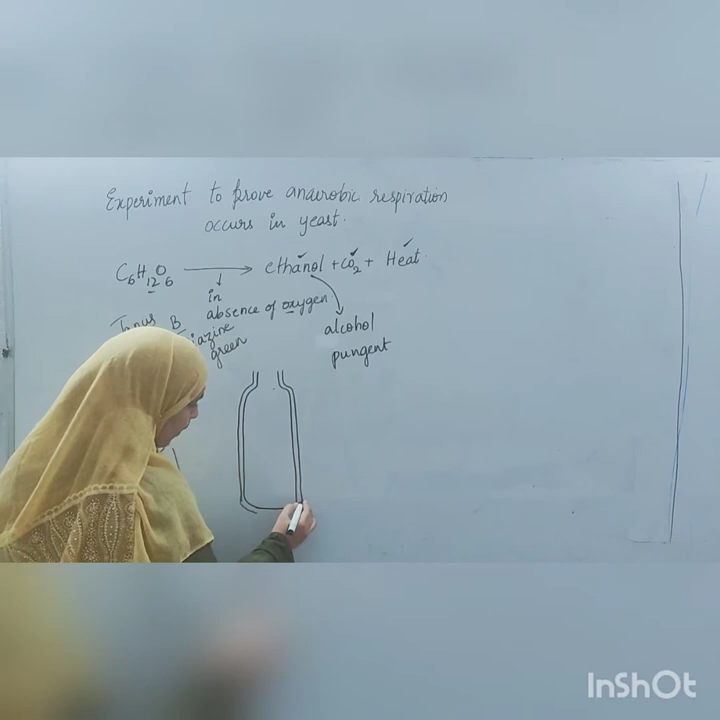 Experiment to prove anaerobic respiration
occurs in yeast.
C6H12O6 → ethanol + CO2 + Heat
in
absence of oxygen
Janus B
green
alcohol
pungent
InShOt